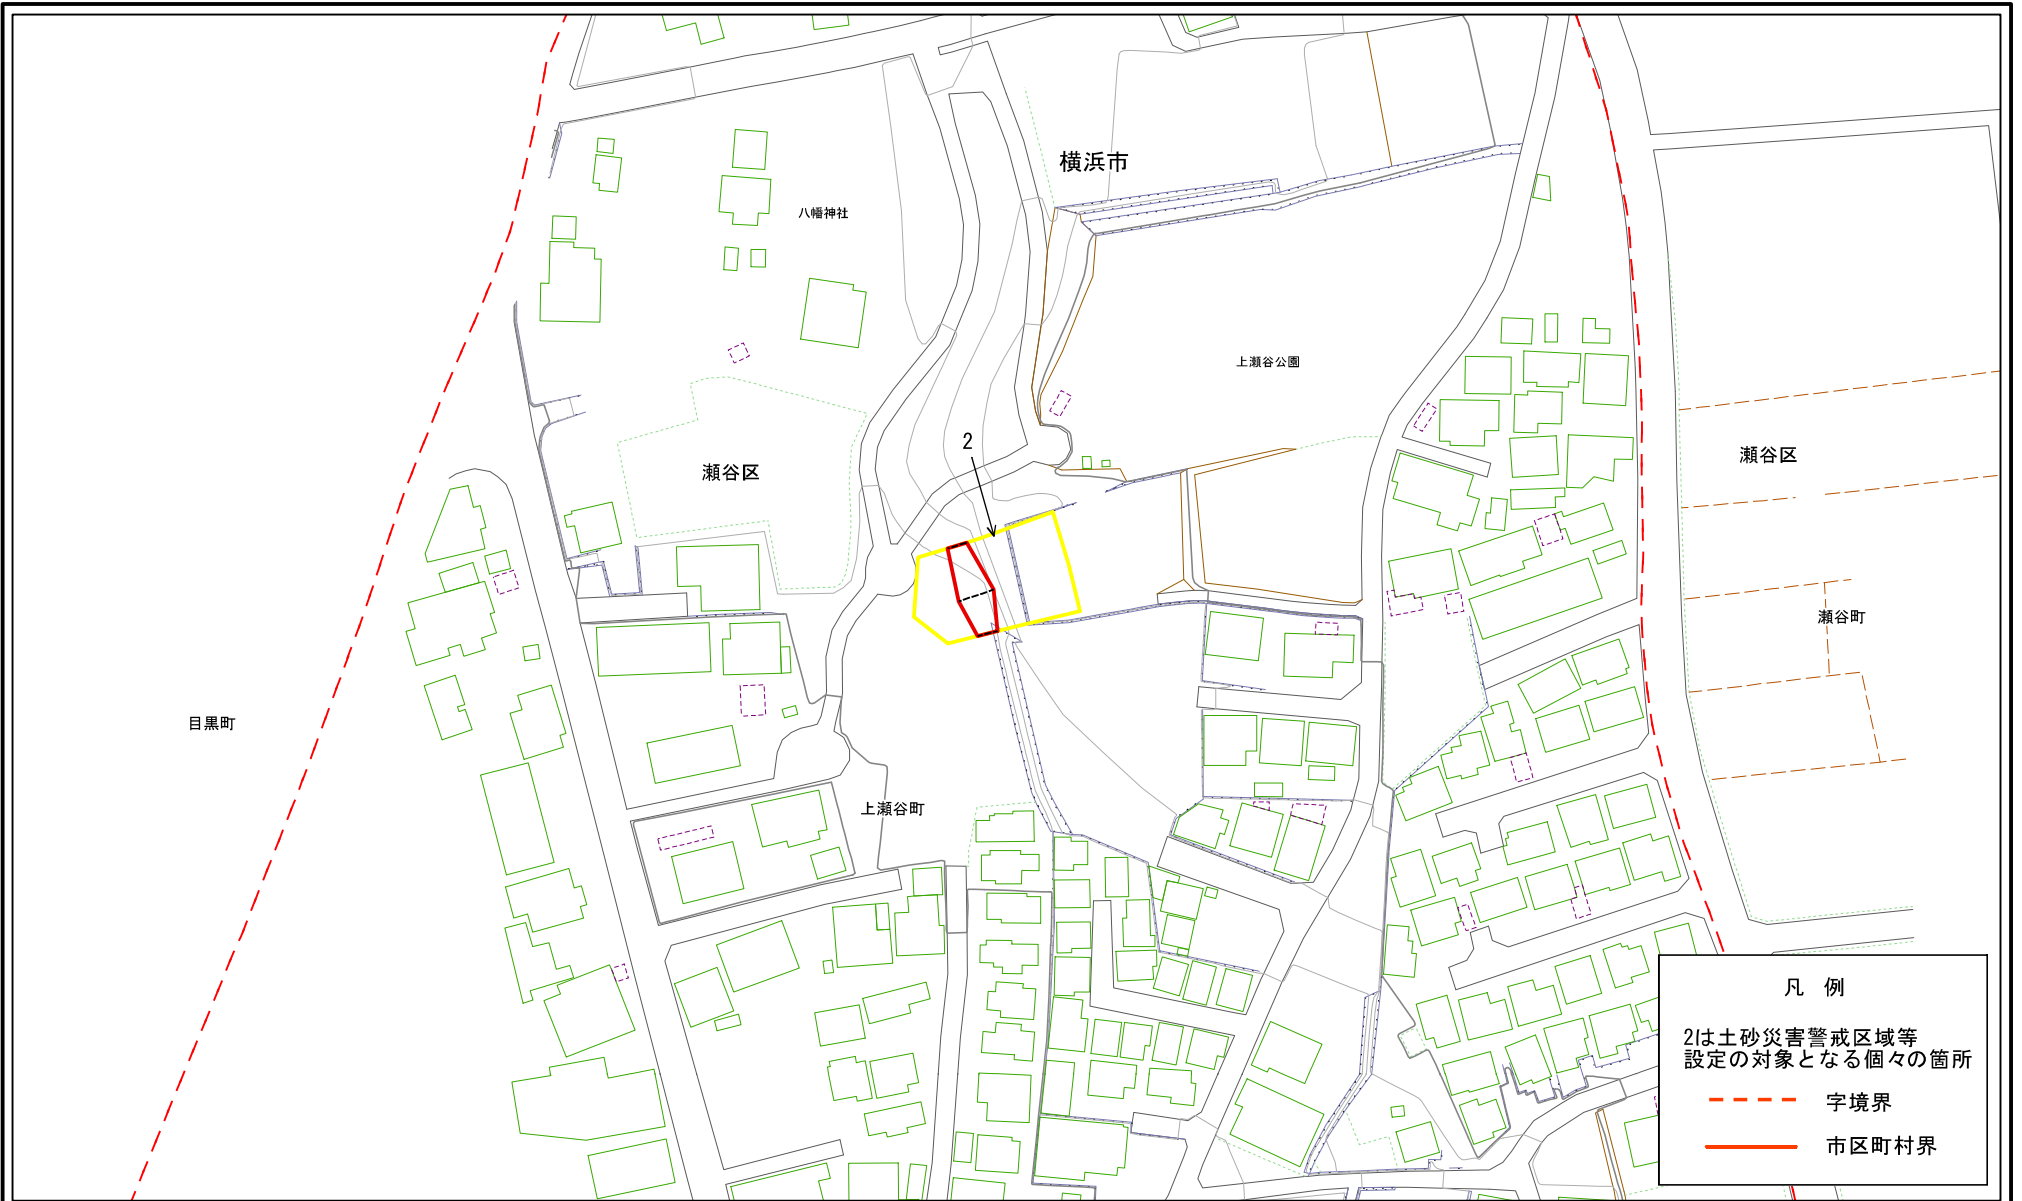 横浜市
八幡神社
上瀬谷公園
2
瀬谷区
瀬谷区
瀬谷町
目黒町
上瀬谷町
凡 例
2は土砂災害警戒区域等
設定の対象となる個々の箇所
字境界
市区町村界